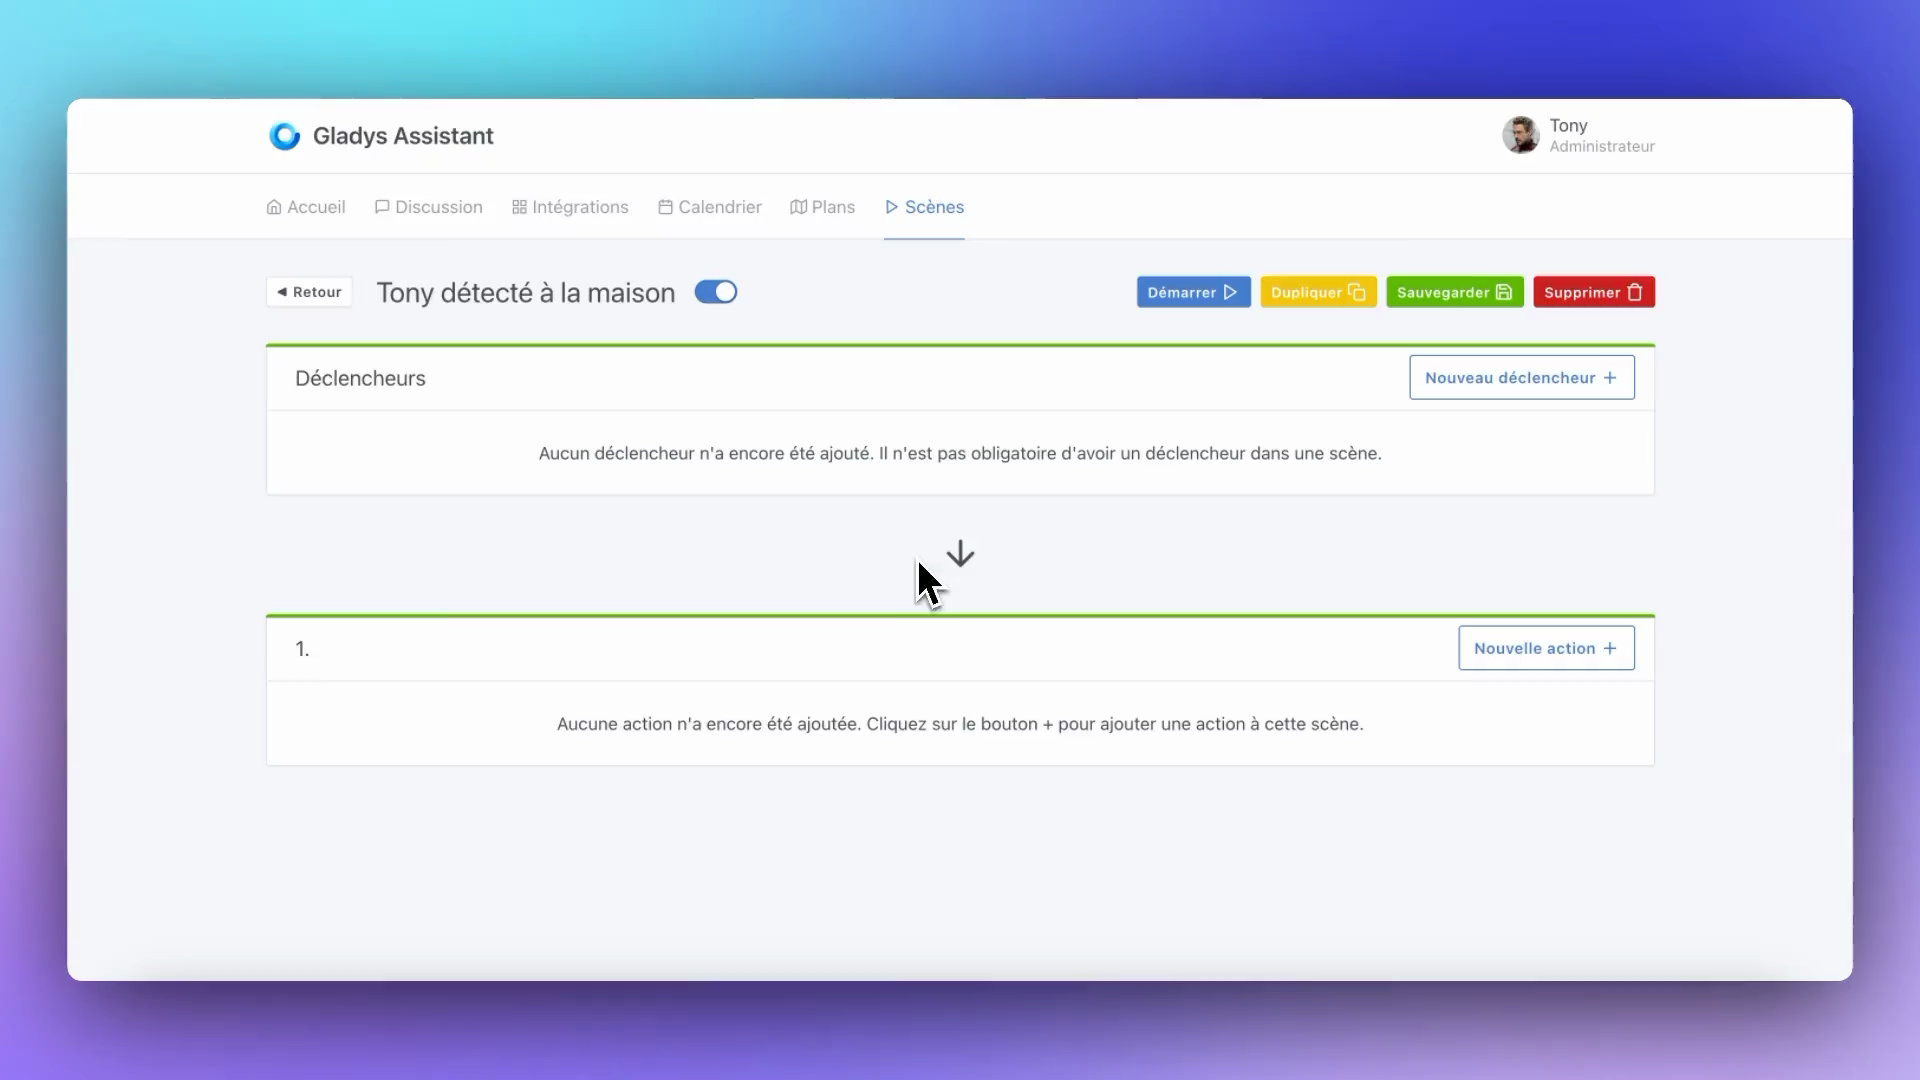 Gladys Assistant
Tony
Administrateur
Accueil
Discussion
Intégrations
Calendrier
Plans
Scènes
Retour
Tony détecté à la maison
Démarrer
Dupliquer
Sauvegarder
Supprimer
Déclencheurs
Nouveau déclencheur +
Aucun déclencheur n'a encore été ajouté. Il n'est pas obligatoire d'avoir un déclencheur dans une scène.
1.
Nouvelle action +
Aucune action n'a encore été ajoutée. Cliquez sur le bouton + pour ajouter une action à cette scène.